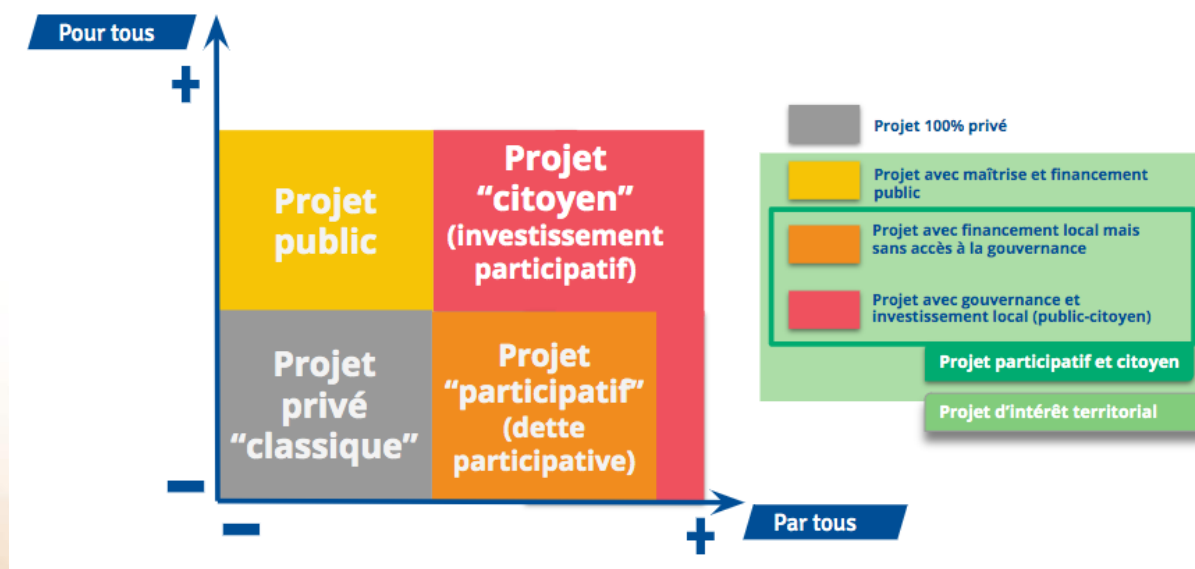 Pour tous
+
Projet
public
Projet
“citoyen”
(investissement
participatif)
Projet
privé
“classique”
Projet
“participatif”
(dette
participative)
−
−
+
Par tous
Projet 100% privé
Projet avec maîtrise et financement
public
Projet avec financement local mais
sans accès à la gouvernance
Projet avec gouvernance et
investissement local (public-citoyen)
Projet participatif et citoyen
Projet d’intérêt territorial